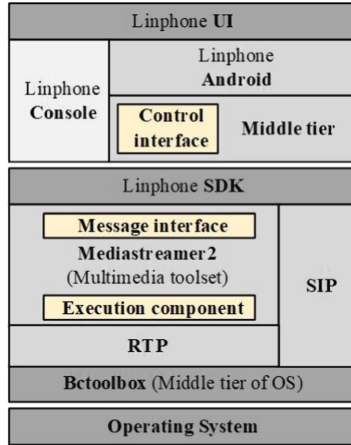 Linphone UI
Linphone
Console
Linphone
Android
Control
interface
Middle tier
Linphone SDK
Message interface
Mediastreamer2
(Multimedia toolset)
Execution component
SIP
RTP
Bctoolbox (Middle tier of OS)
Operating System